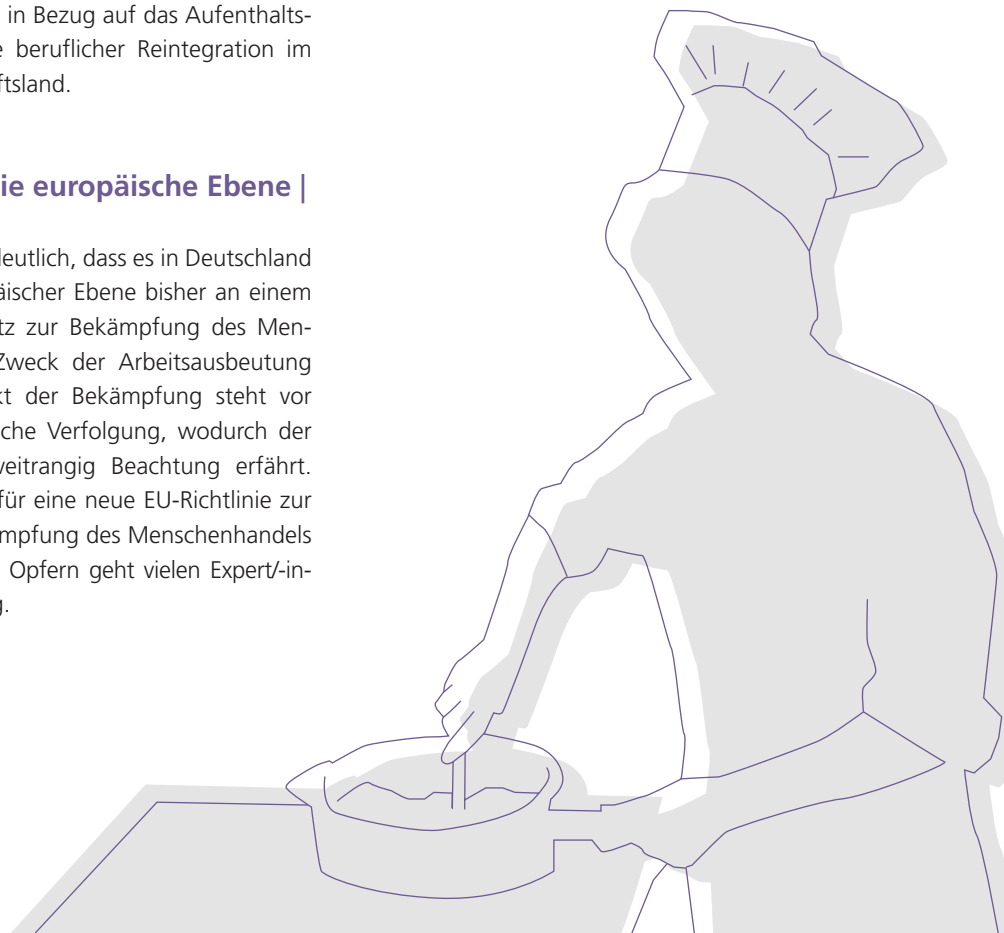 in Bezug auf das Aufenthalts-
e beruflicher Reintegration im
ftsland.
ie europäische Ebene |
deutlich, dass es in Deutschland
päischer Ebene bisher an einem
tz zur Bekämpfung des Men-
Zweck der Arbeitsausbeutung
kt der Bekämpfung steht vor
che Verfolgung, wodurch der
weitrangig Beachtung erfährt.
für eine neue EU-Richtlinie zur
ämpfung des Menschenhandels
Opfern geht vielen Expert/-in-
g.